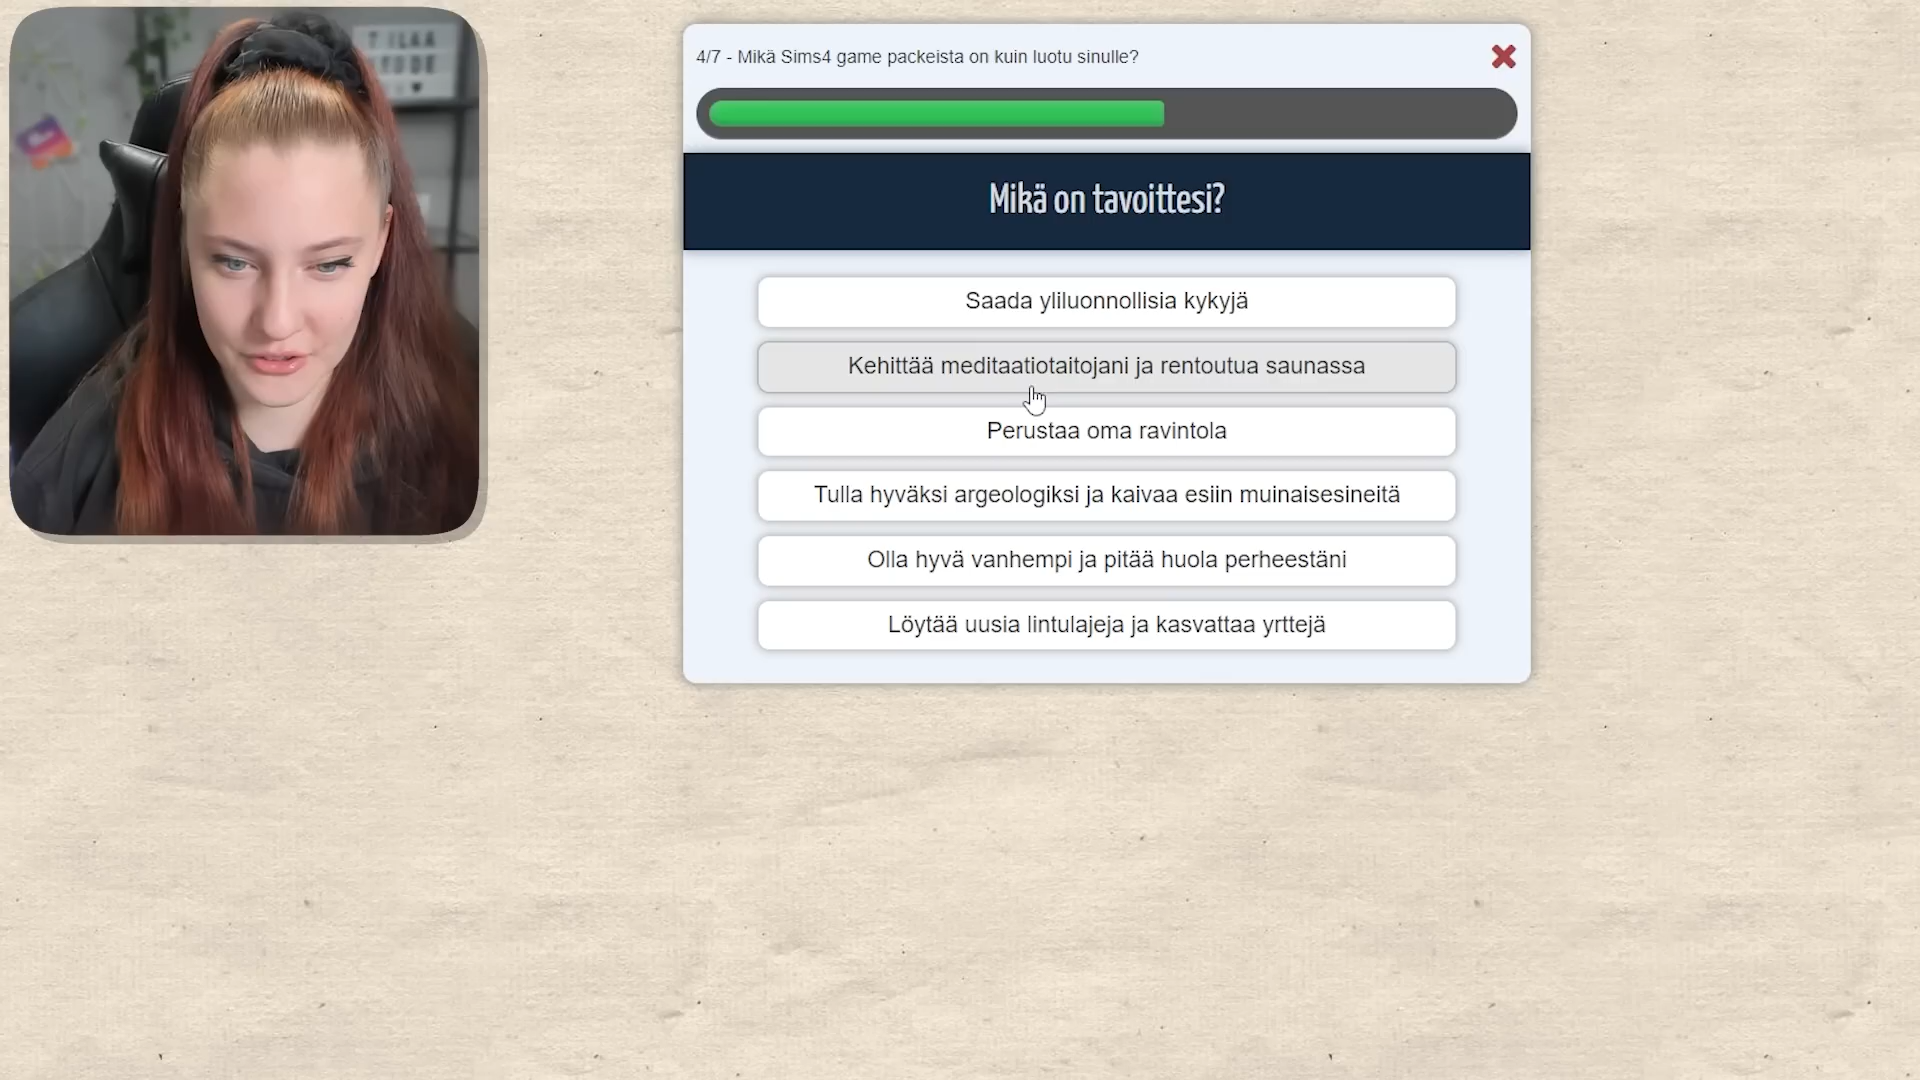 4/7 - Mikä Sims4 game packeista on kuin luotu sinulle?
Mikä on tavoittesi?
Saada yliluonnollisia kykyjä
Kehittää meditaatiotaitojani ja rentoutua saunassa
Perustaa oma ravintola
Tulla hyväksi argeologiksi ja kaivaa esiin muinaisesineitä
Olla hyvä vanhempi ja pitää huola perheestäni
Löytää uusia lintulajeja ja kasvattaa yrttejä